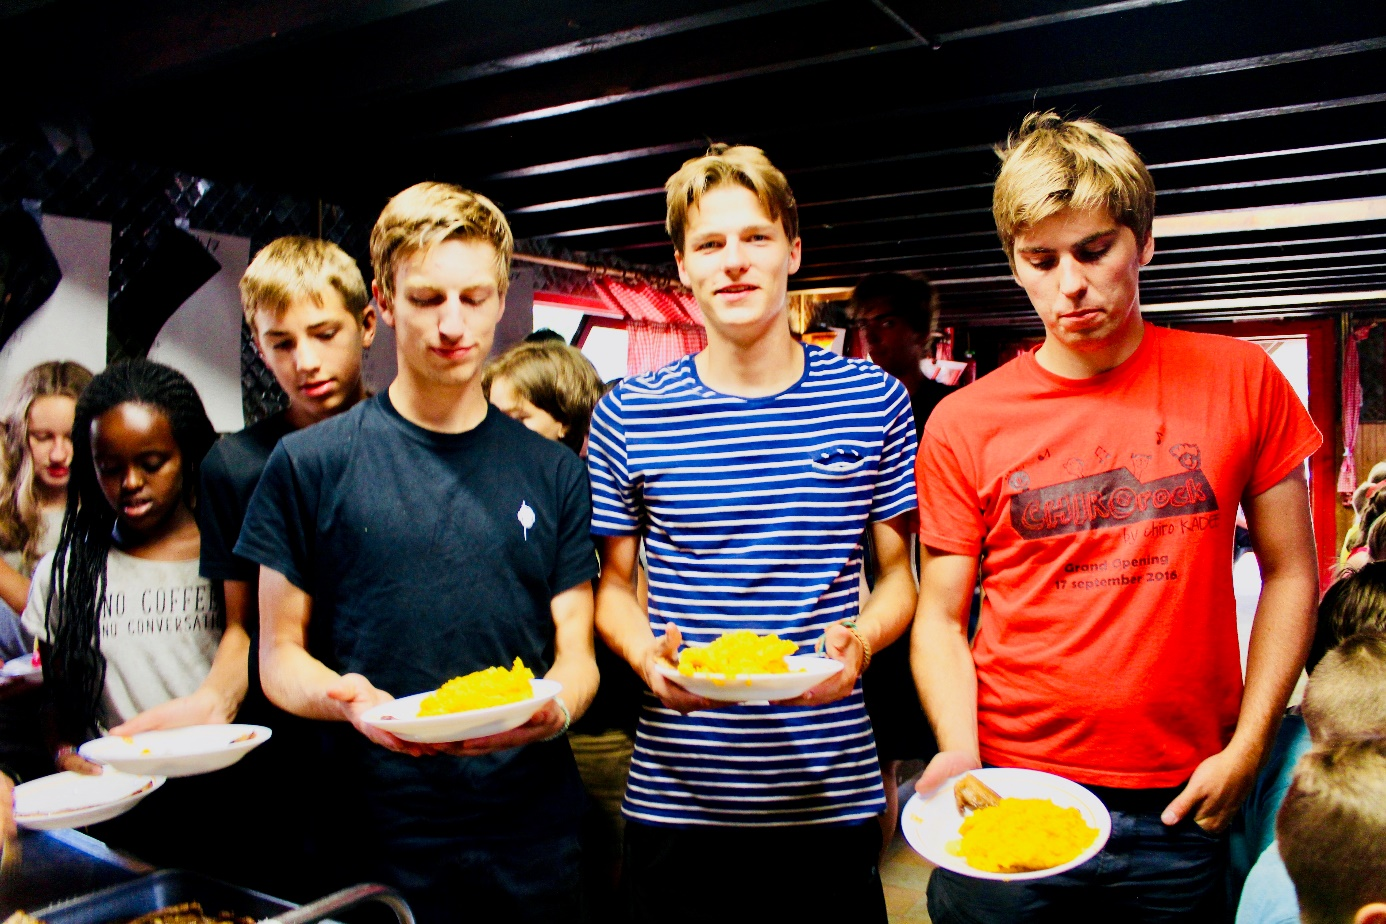 NO COFFEE
NO CONVERSATI
CHIROrock
by chiro KADE
Grand Opening
17 september 2016